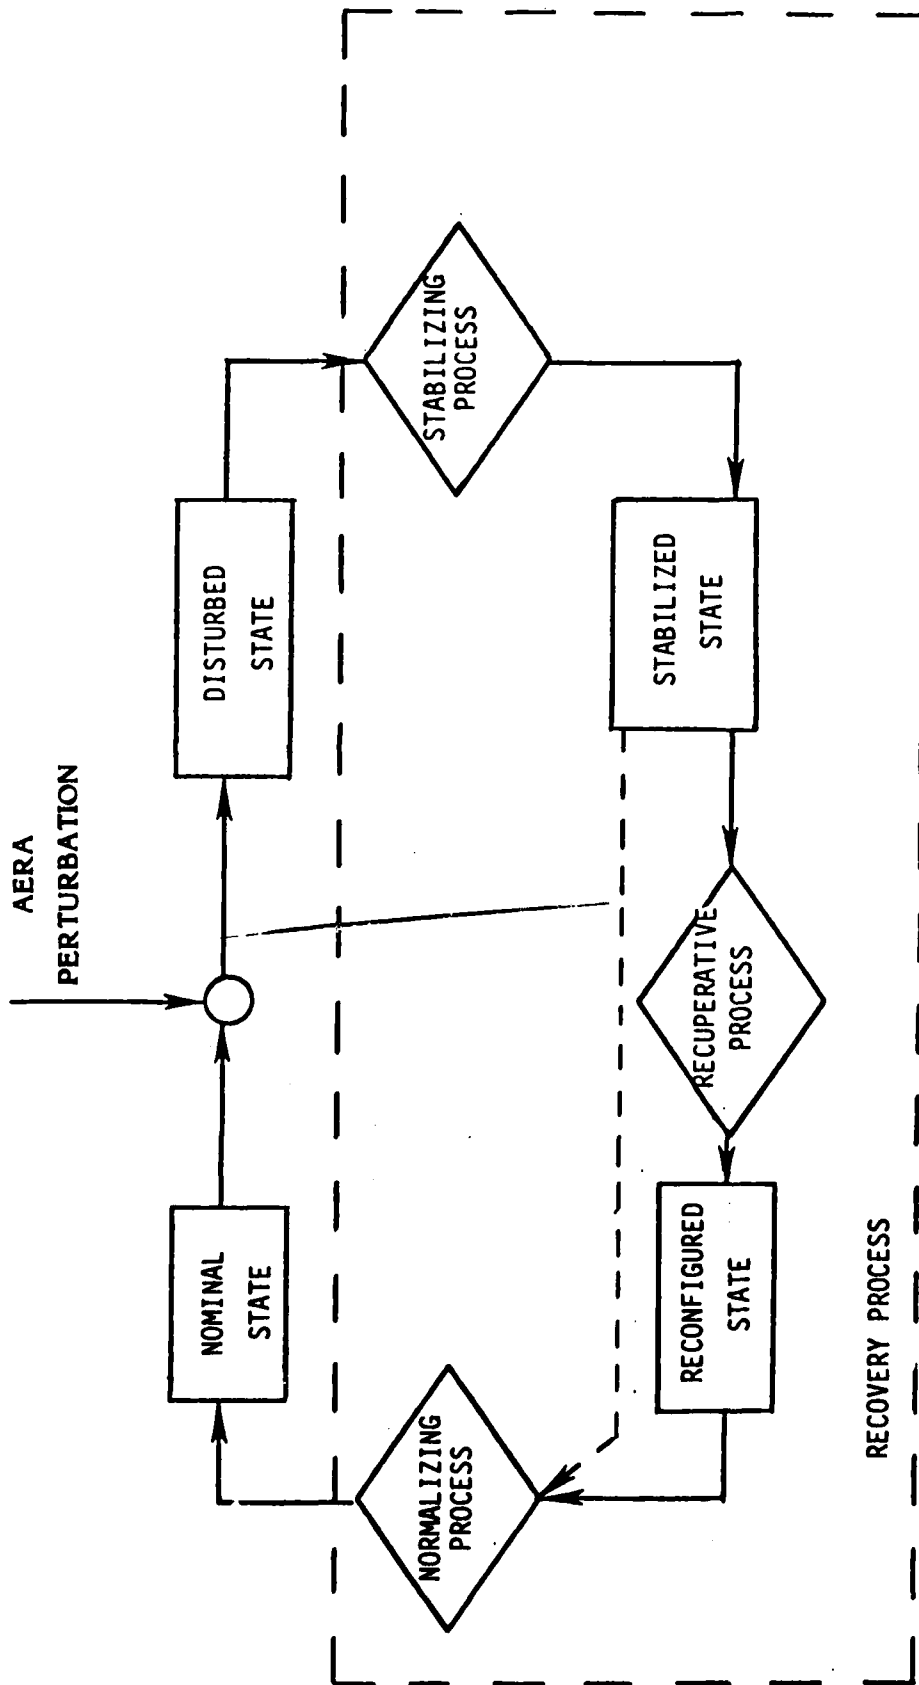 AERA
PERTURBATION
NOMINAL
STATE
DISTURBED
STATE
STABILIZING
PROCESS
STABILIZED
STATE
RECUPERATIVE
PROCESS
RECONFIGURED
STATE
NORMALIZING
PROCESS
RECOVERY PROCESS